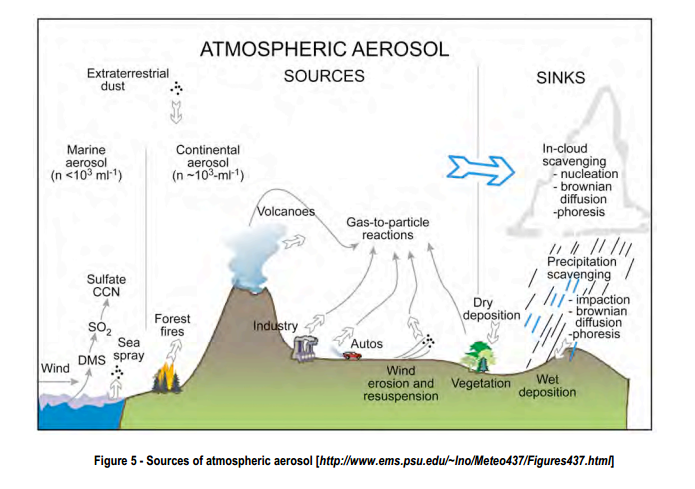 ATMOSPHERIC AEROSOL
SOURCES
SINKS
Extraterrestrial
dust
Marine
aerosol
(n <10³ ml⁻¹)
Continental
aerosol
(n ~10³-ml⁻¹)
In-cloud
scavenging
- nucleation
- brownian
diffusion
-phoresis
Volcanoes
Gas-to-particle
reactions
Precipitation
scavenging
- impaction
- brownian
diffusion
-phoresis
Sulfate
CCN
SO₂
DMS
Wind
Sea
spray
Forest
fires
Industry
Autos
Wind
erosion and
resuspension
Dry
deposition
Vegetation
Wet
deposition
Figure 5 - Sources of atmospheric aerosol [http://www.ems.psu.edu/~lno/Meteo437/Figures437.html]